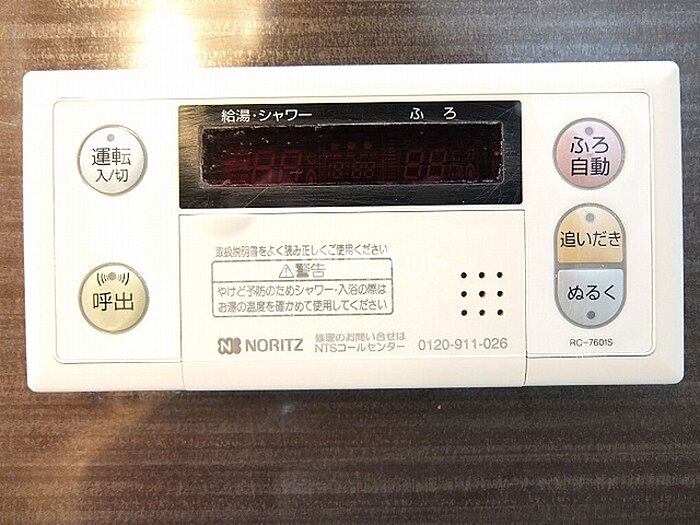 給湯・シャワー ふろ
運転
入/切
ふろ
自動
追いだき
ぬるく
呼出
取扱説明書をよく読み正しくご使用ください
⚠警告
やけど予防のためシャワー・入浴の際は
お湯の温度を確かめて使用してください
NORITZ
修理のお問い合せは
NTSコールセンター
0120-911-026
RC-7601S